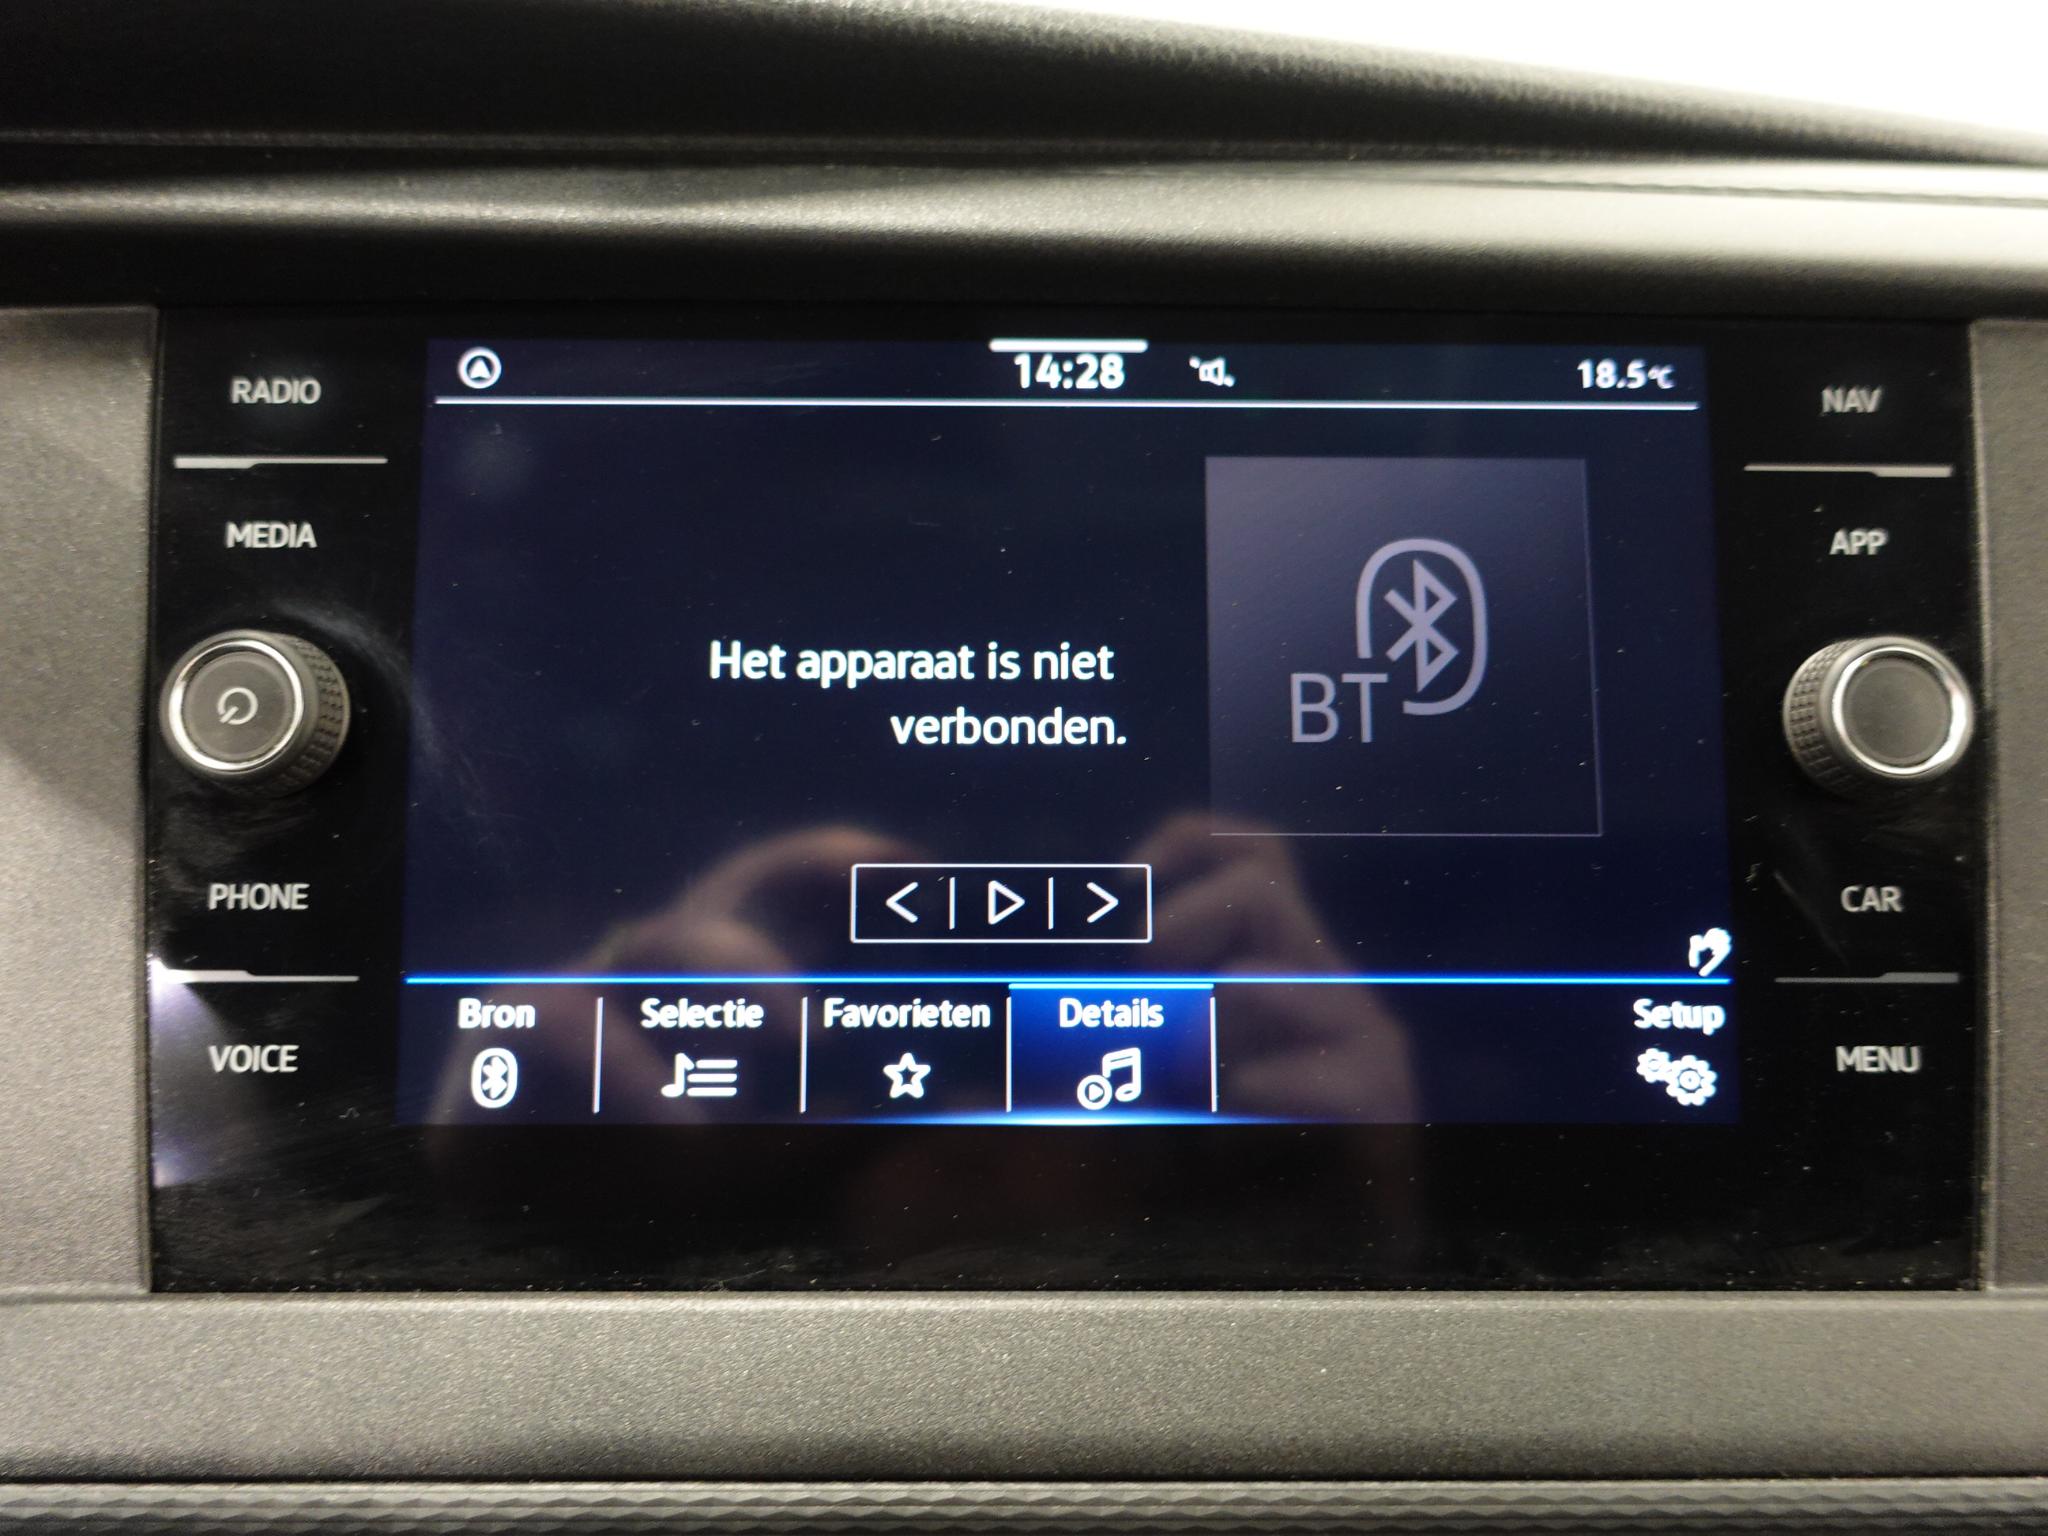 14:28
18.5°C
RADIO
MEDIA
PHONE
VOICE
Het apparaat is niet
verbonden.
BT
Bron
Selectie
Favorieten
Details
Setup
NAV
APP
CAR
MENU